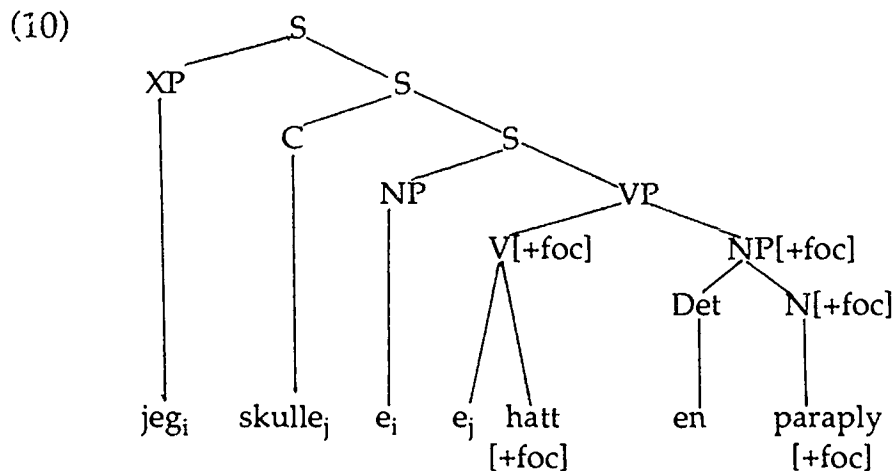 (10)
S
XP S
C S
NP VP
V[+foc] NP[+foc]
Det N[+foc]
jegᵢ skulleⱼ eᵢ eⱼ hatt en paraply
[+foc] [+foc]